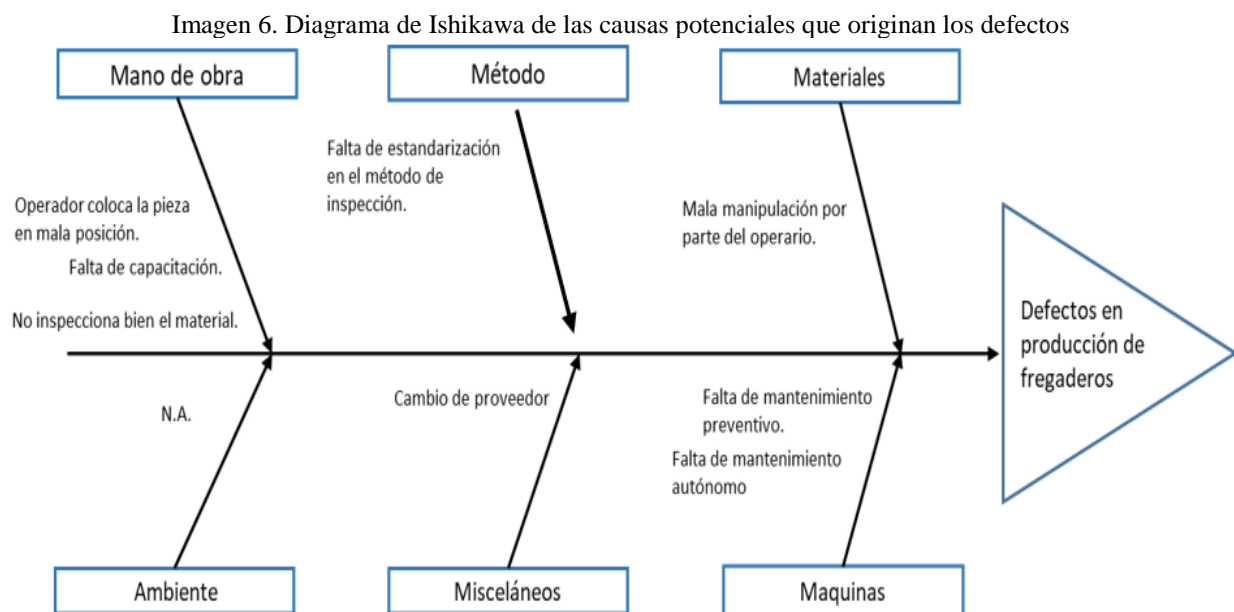 Imagen 6. Diagrama de Ishikawa de las causas potenciales que originan los defectos
Mano de obra
Método
Materiales
Operador coloca la pieza
en mala posición.
Falta de capacitación.
No inspecciona bien el material.
Falta de estandarización
en el método de
inspección.
Mala manipulación por
parte del operario.
Defectos en
producción de
fregaderos
N.A.
Cambio de proveedor
Falta de mantenimiento
preventivo.
Falta de mantenimiento
autónomo
Ambiente
Misceláneos
Maquinas